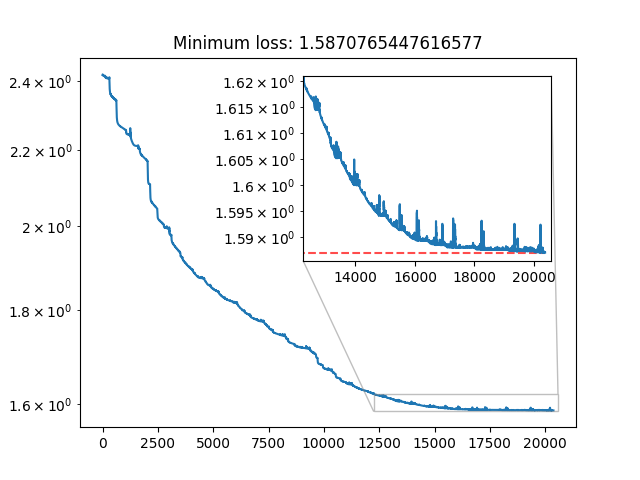 Minimum loss: 1.5870765447616577
2.4 × 10⁰
2.2 × 10⁰
2 × 10⁰
1.8 × 10⁰
1.6 × 10⁰
1.62 × 10⁰
1.615 × 10⁰
1.61 × 10⁰
1.605 × 10⁰
1.6 × 10⁰
1.595 × 10⁰
1.59 × 10⁰
14000 16000 18000 20000
0 2500 5000 7500 10000 12500 15000 17500 20000